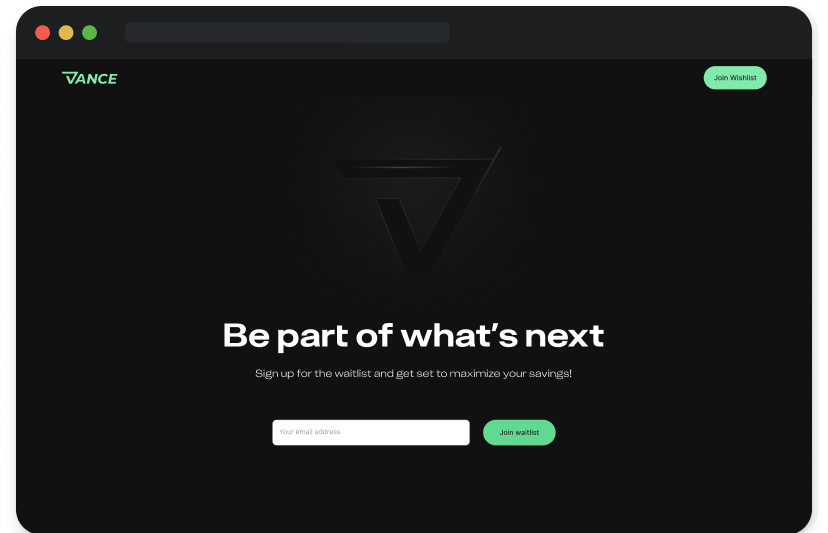 VANCE
Join Wishlist
Be part of what's next
Sign up for the waitlist and get set to maximize your savings!
Your email address
Join waitlist